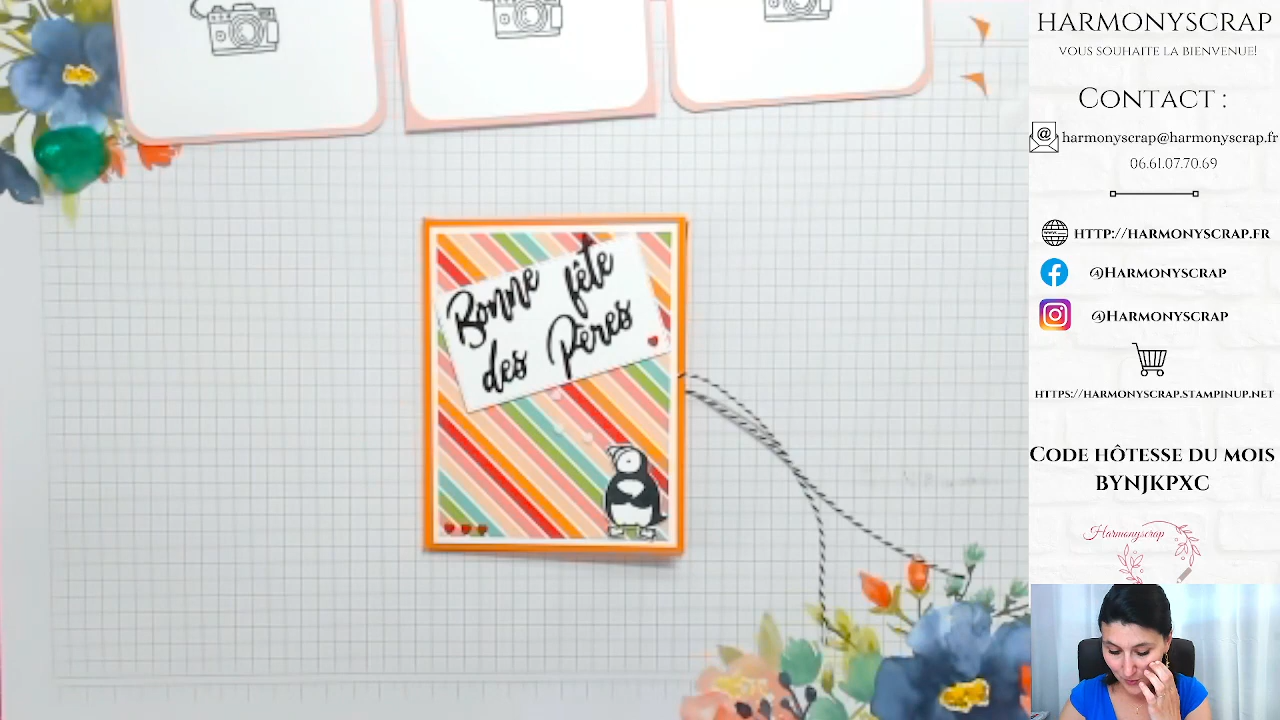 Bonne fête
des Pères
HARMONYSCRAP
VOUS SOUHAITE LA BIENVENUE!
CONTACT :
@
harmonyscrap@harmonyscrap.fr
06.61.07.70.69
WWW
HTTP://HARMONYSCRAP.FR
@HARMONYSCRAP
@HARMONYSCRAP
HTTPS://HARMONYSCRAP.STAMPINUP.NET
CODE HÔTESSE DU MOIS
BYNJKPXC
Harmonyscrap